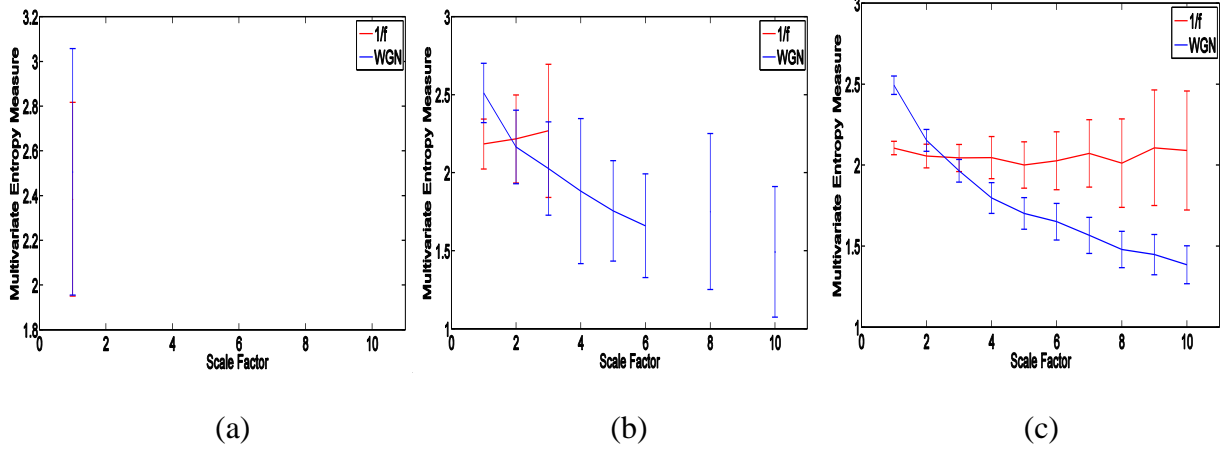 Multivariate Entropy Measure
3.2
3
2.8
2.6
2.4
2.2
2
1.8
0 2 4 6 8 10
Scale Factor
1/f
WGN
(a)
Multivariate Entropy Measure
3
2.5
2
1.5
1
0 2 4 6 8 10
Scale Factor
1/f
WGN
(b)
Multivariate Entropy Measure
2.5
2
1.5
1
0 2 4 6 8 10
Scale Factor
1/f
WGN
(c)